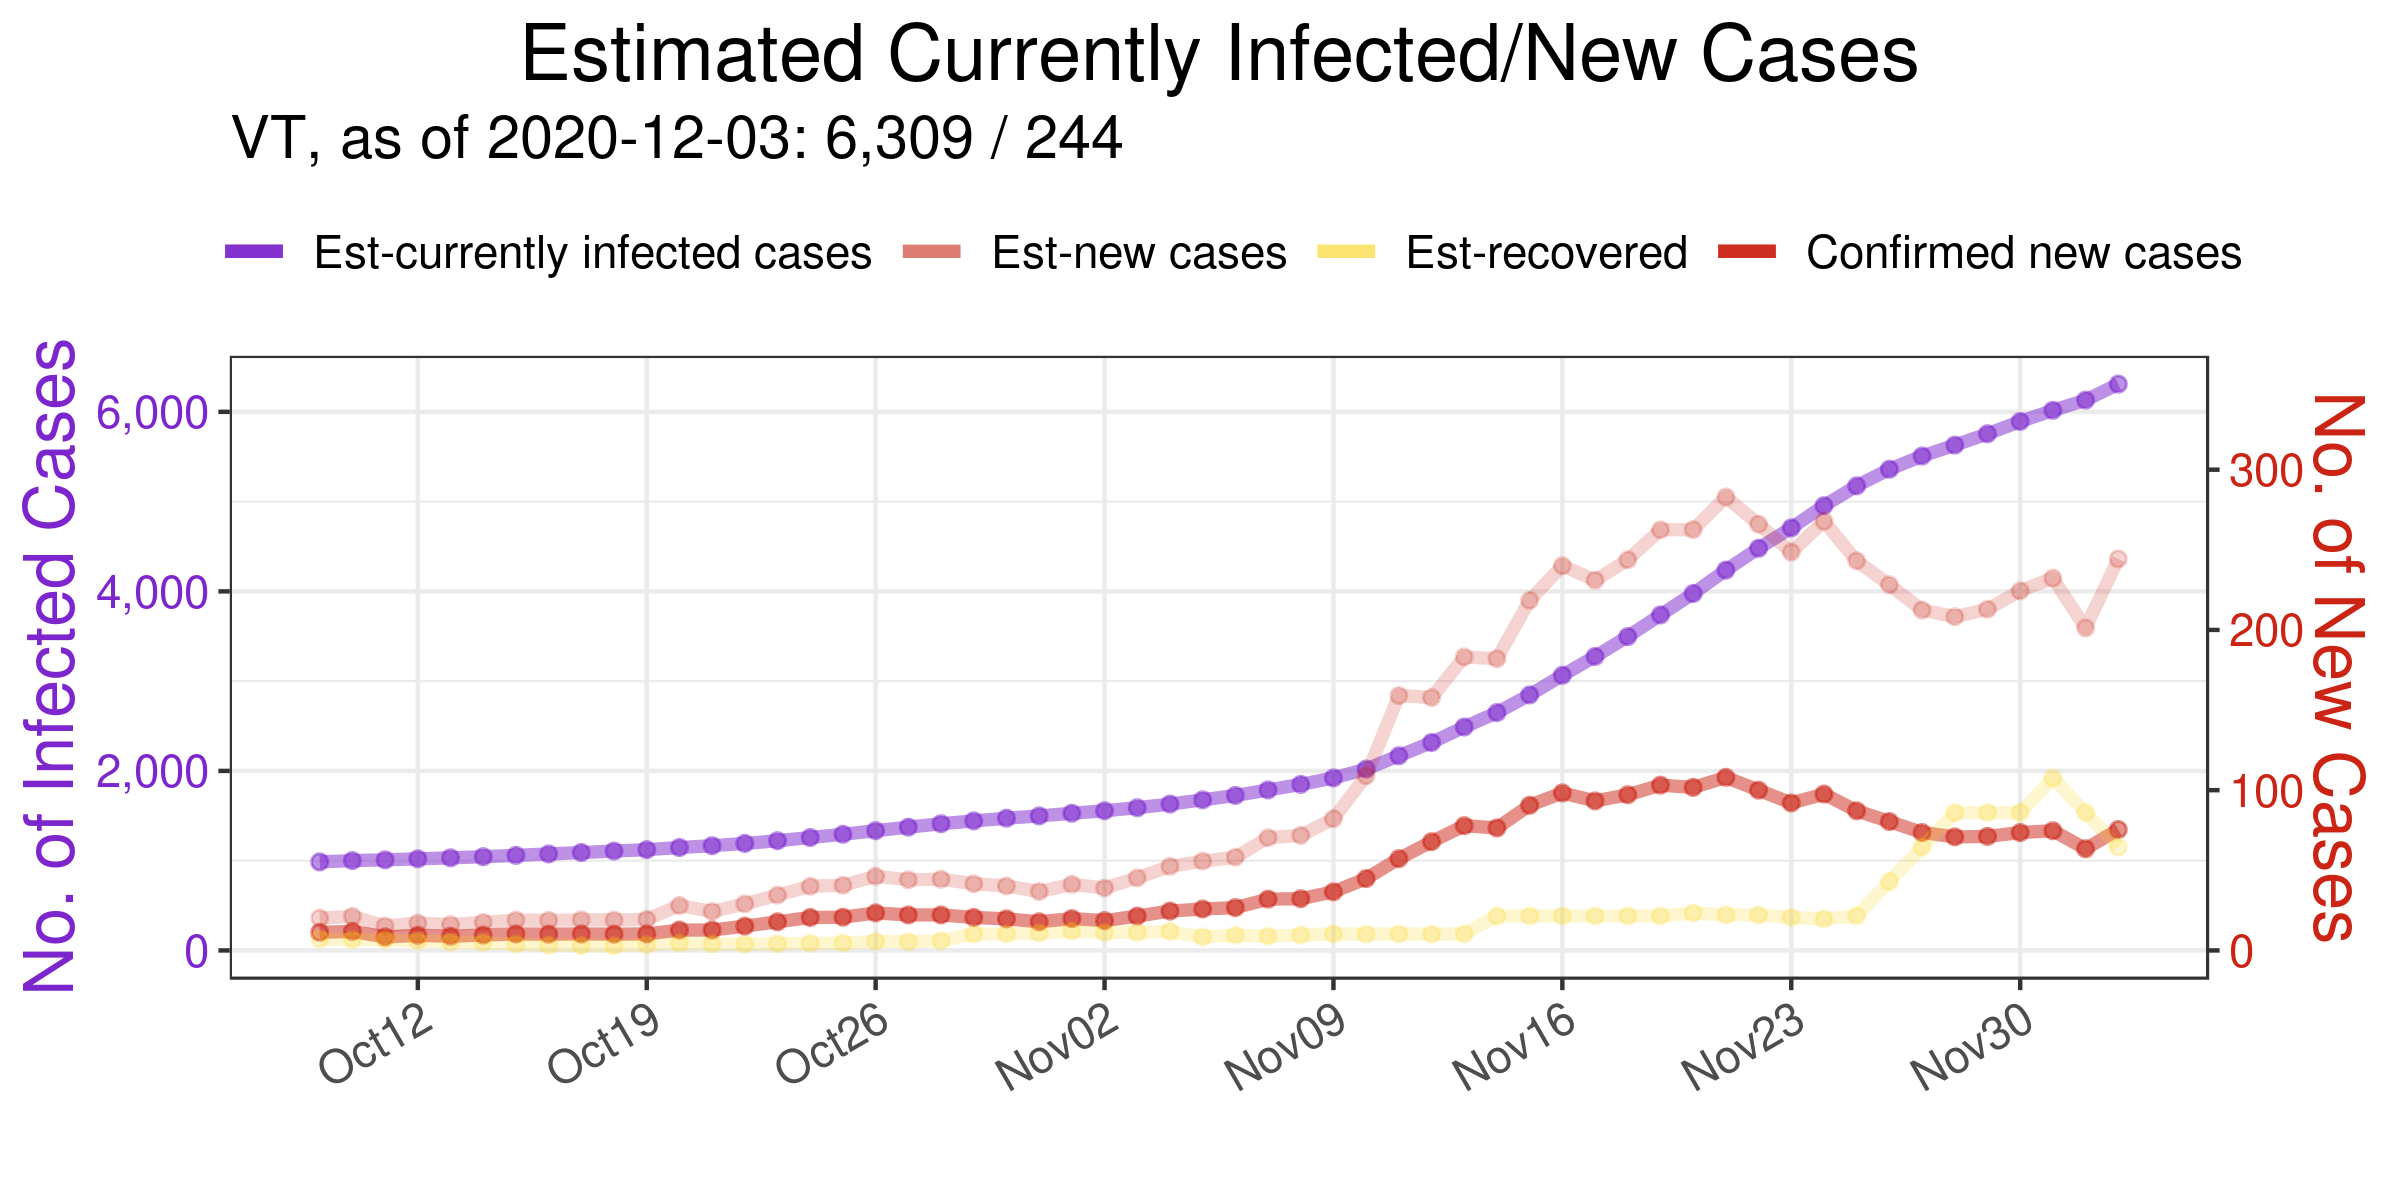 Estimated Currently Infected/New Cases
VT, as of 2020-12-03: 6,309 / 244
Est-currently infected cases Est-new cases Est-recovered Confirmed new cases
No. of Infected Cases
6,000
4,000
2,000
0
No. of New Cases
300
200
100
0
Oct12 Oct19 Oct26 Nov02 Nov09 Nov16 Nov23 Nov30